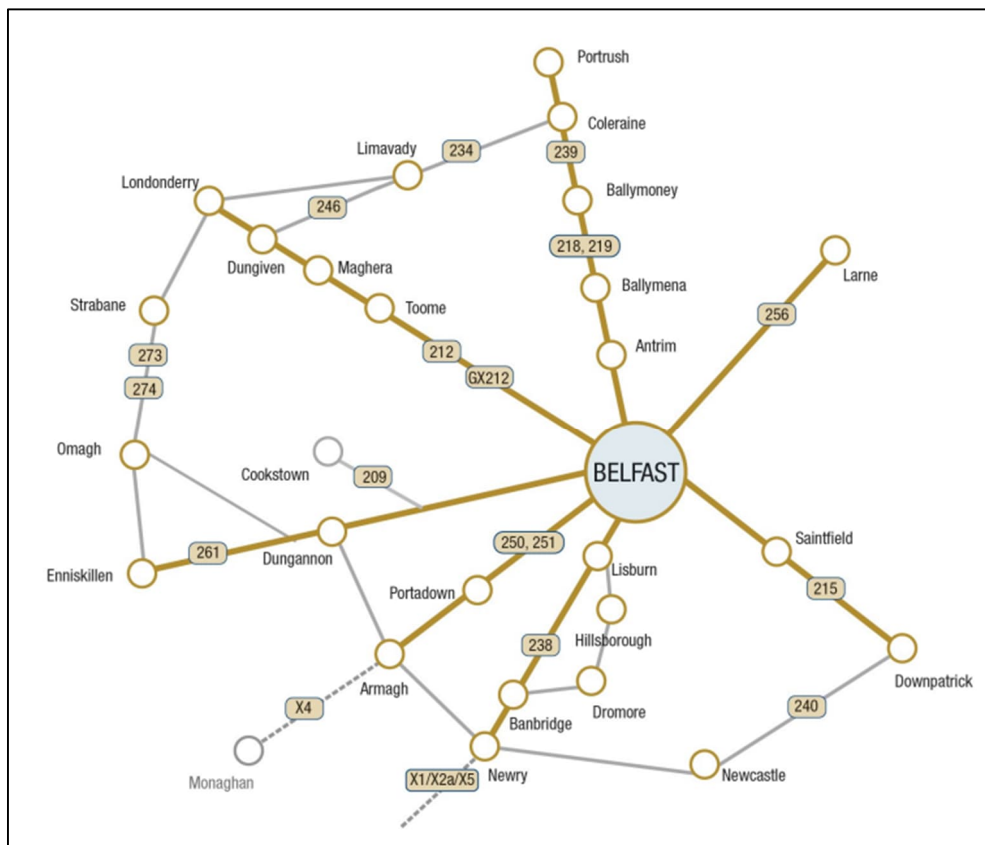 Portrush
Coleraine
239
Limavady
234
Londonderry
246
Ballymoney
218, 219
Dungiven
Maghera
Larne
Strabane
Toome
Ballymena
256
273
212
Antrim
274
GX212
Omagh
Cookstown
209
BELFAST
261
Dungannon
250, 251
Saintfield
Enniskillen
Portadown
Lisburn
215
238
Hillsborough
Armagh
Downpatrick
X4
Banbridge
Dromore
240
Monaghan
X1/X2a/X5
Newry
Newcastle